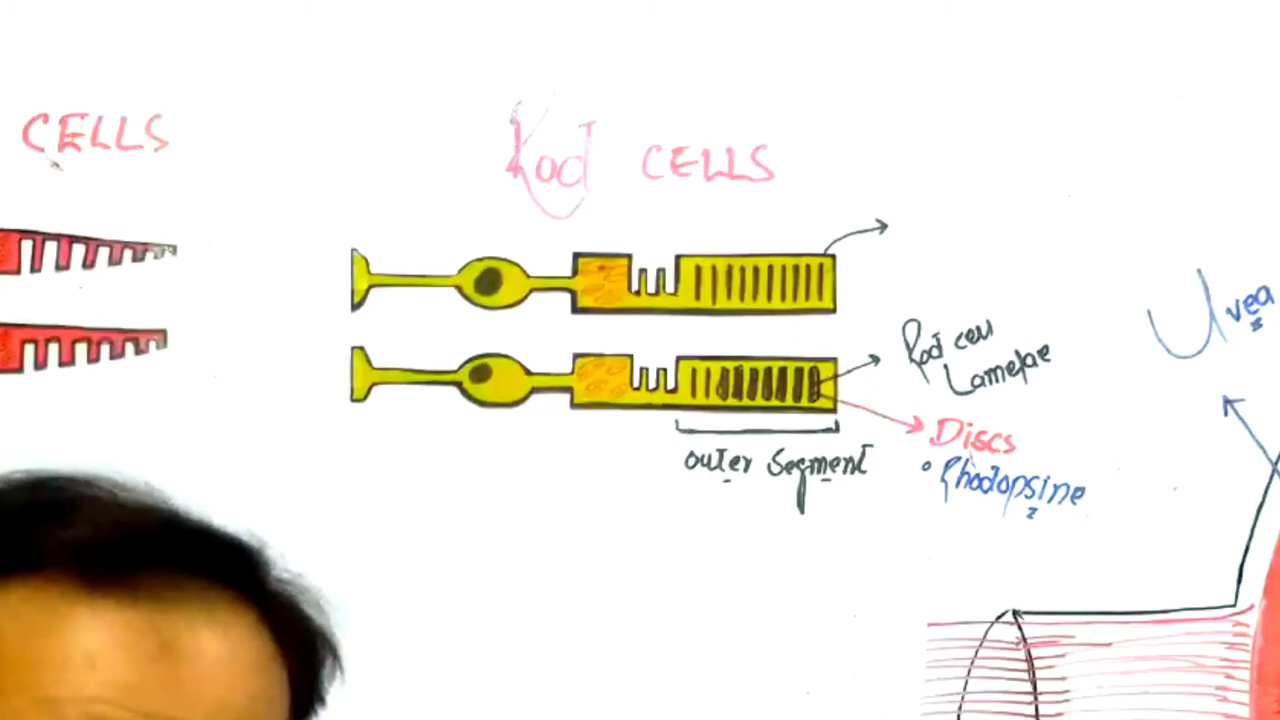 CELLS
Rod CELLS
Rod cell
Lamelae
Discs
• Rhodopsine
outer segment
Uvea